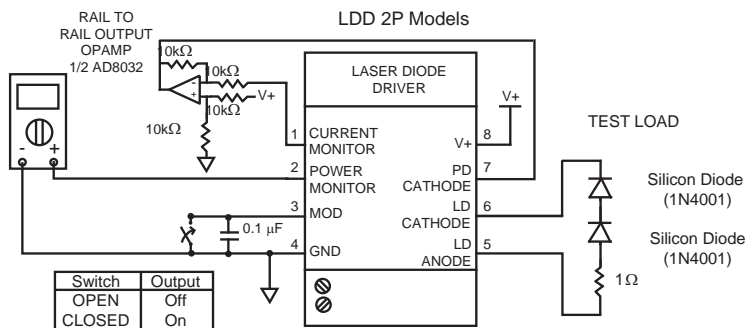 LDD 2P Models
RAIL TO
RAIL OUTPUT
OPAMP
1/2 AD8032
10kΩ
10kΩ
-
+
V+
10kΩ
10kΩ
- +
LASER DIODE
DRIVER
1 CURRENT
MONITOR
2 POWER
MONITOR
3 MOD
4 GND
V+ 8
PD 7
CATHODE
LD 6
CATHODE
LD 5
ANODE
V+
0.1 µF
TEST LOAD
Silicon Diode
(1N4001)
Silicon Diode
(1N4001)
1Ω
Switch Output
OPEN Off
CLOSED On